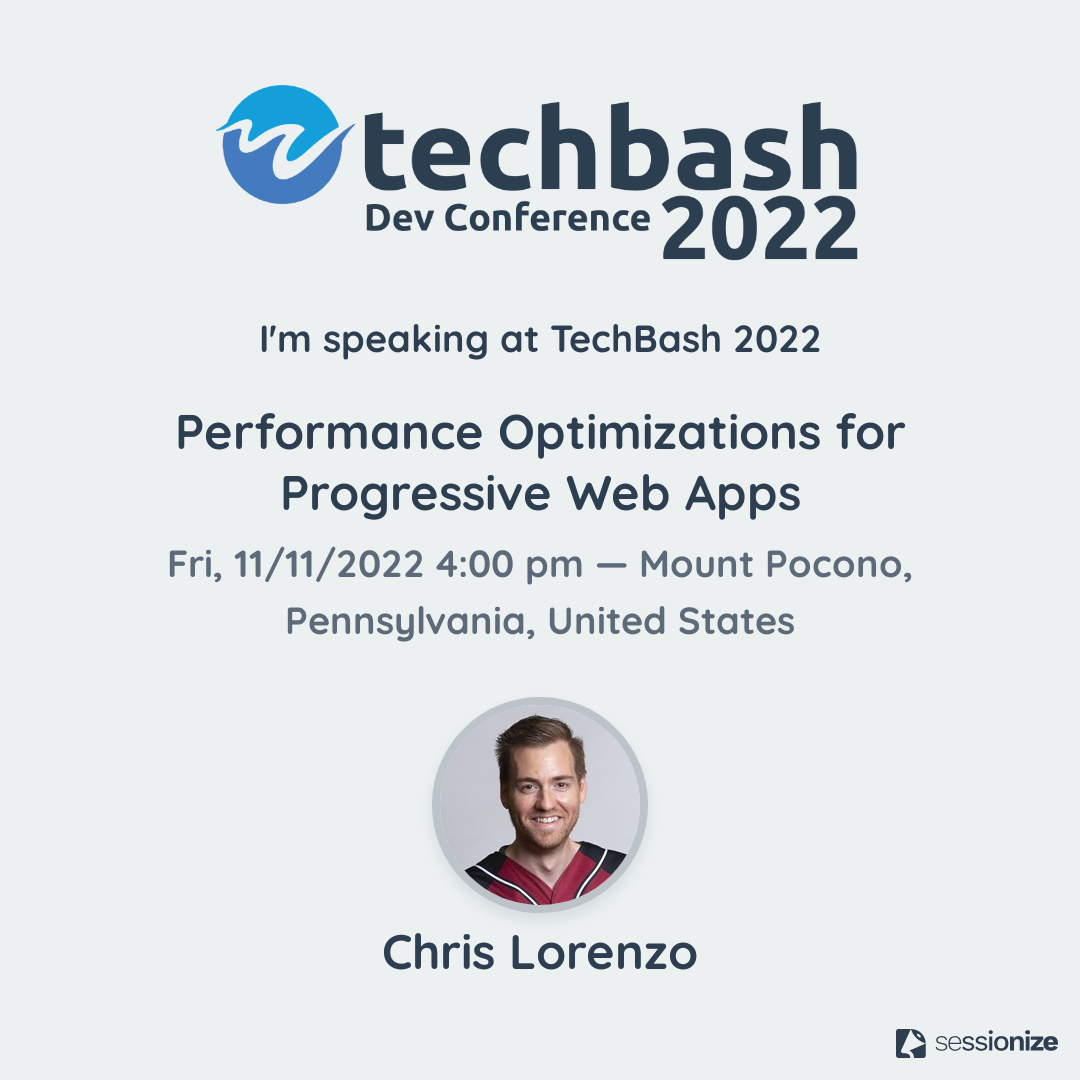 techbash
Dev Conference 2022
I'm speaking at TechBash 2022
Performance Optimizations for
Progressive Web Apps
Fri, 11/11/2022 4:00 pm — Mount Pocono,
Pennsylvania, United States
Chris Lorenzo
sessionize